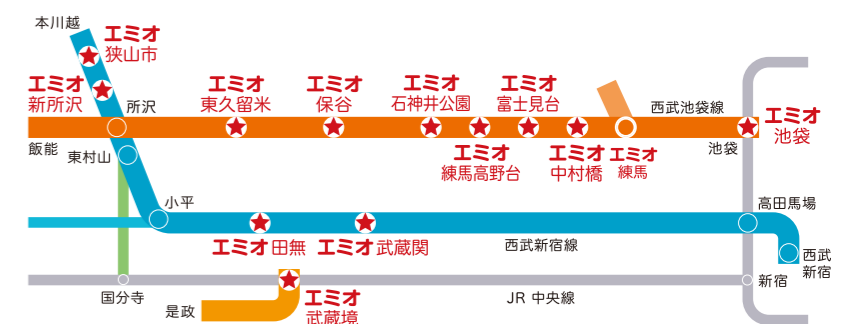 本川越
エミオ
狭山市
エミオ
新所沢
所沢
エミオ
東久留米
エミオ
保谷
エミオ
石神井公園
エミオ
富士見台
西武池袋線
エミオ
池袋
飯能
東村山
エミオ
練馬高野台
エミオ
中村橋
エミオ
練馬
池袋
小平
高田馬場
エミオ田無
エミオ武蔵関
西武新宿線
西武
新宿
国分寺
是政
エミオ
武蔵境
JR 中央線
新宿